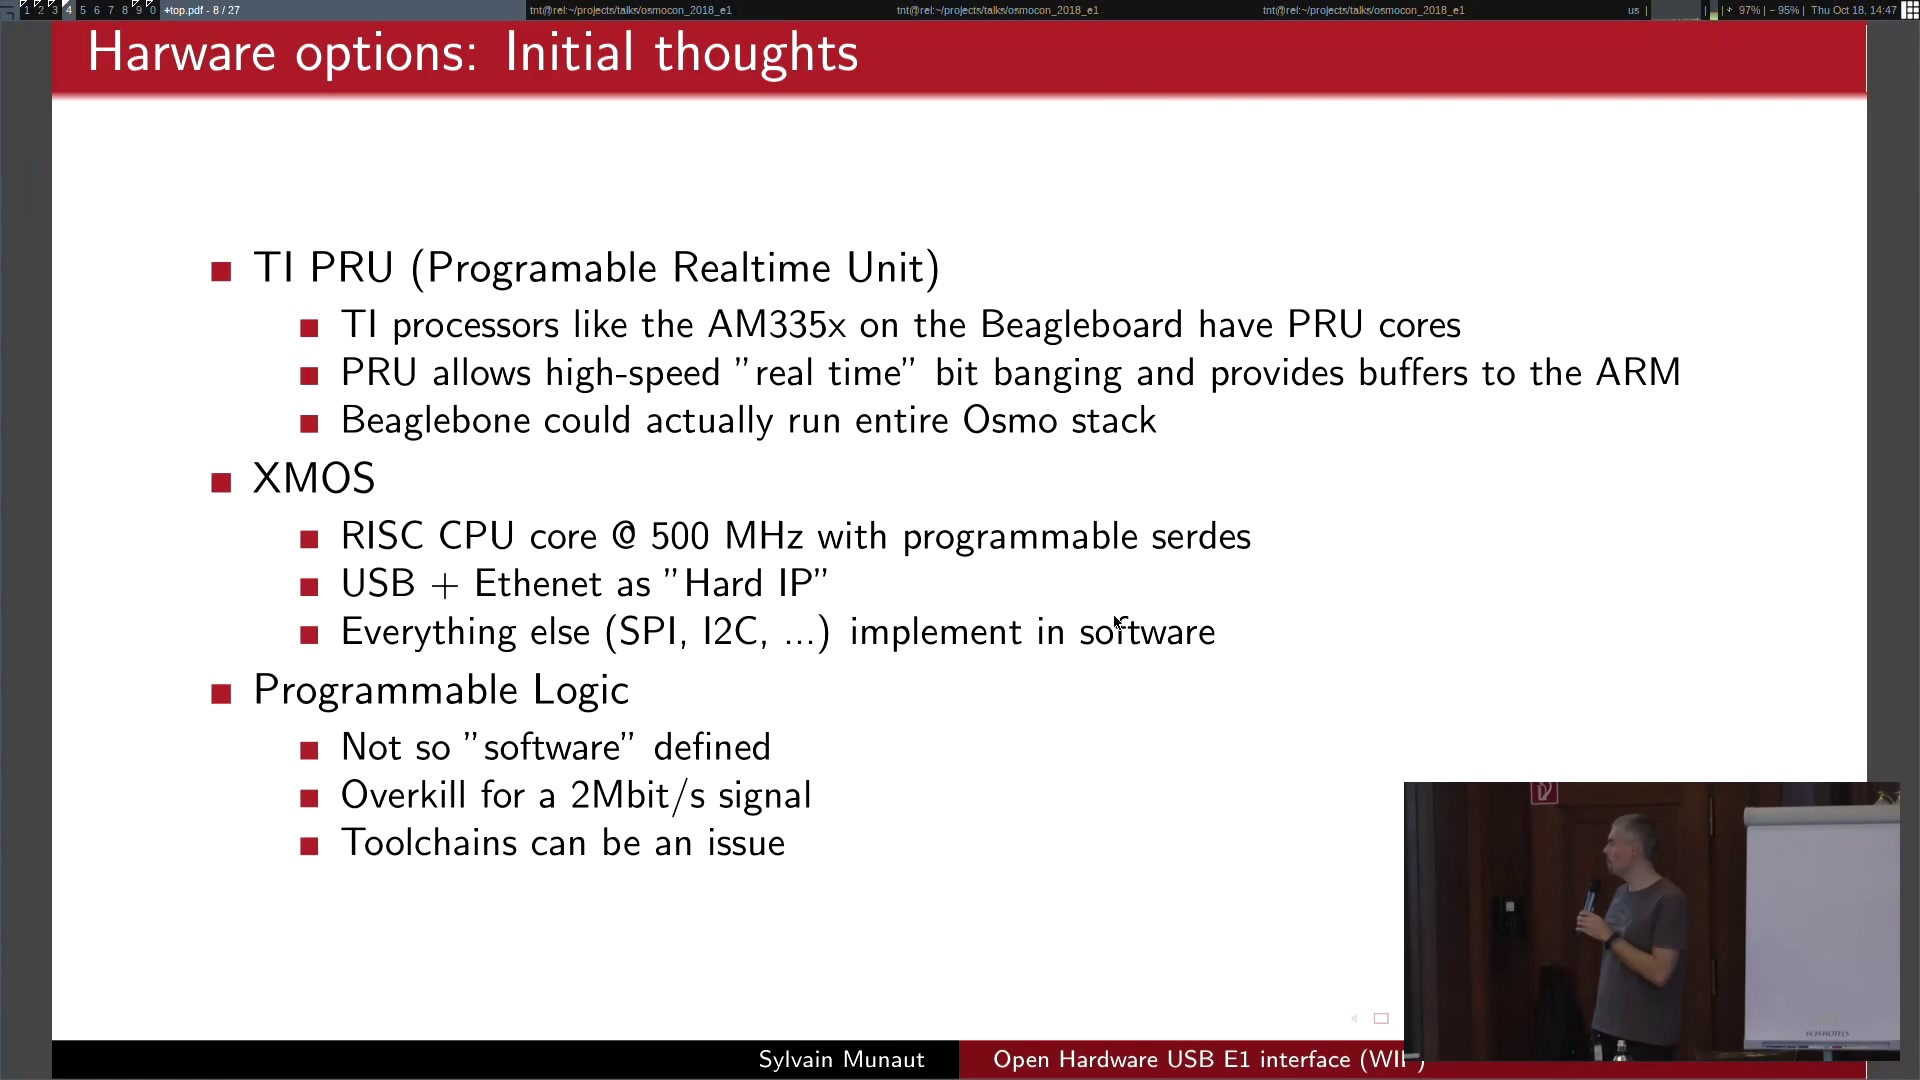 1 2 3 4 5 6 7 8 9 0 +top.pdf - 8 / 27 tnt@rel:~/projects/talks/osmocon_2018_e1 tnt@rel:~/projects/talks/osmocon_2018_e1 tnt@rel:~/projects/talks/osmocon_2018_e1 us | | 97% | ~ 95% | Thu Oct 18, 14:47
Harware options: Initial thoughts
TI PRU (Programable Realtime Unit)
TI processors like the AM335x on the Beagleboard have PRU cores
PRU allows high-speed ”real time” bit banging and provides buffers to the ARM
Beaglebone could actually run entire Osmo stack
XMOS
RISC CPU core @ 500 MHz with programmable serdes
USB + Ethenet as ”Hard IP”
Everything else (SPI, I2C, ...) implement in software
Programmable Logic
Not so ”software” defined
Overkill for a 2Mbit/s signal
Toolchains can be an issue
Sylvain Munaut
Open Hardware USB E1 interface (WIP)